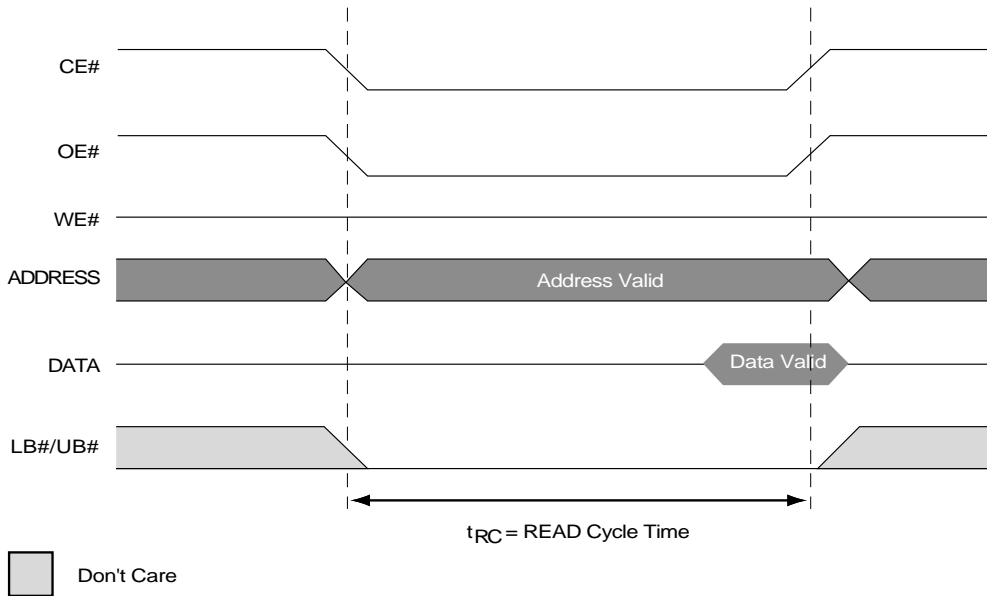 CE#
OE#
WE#
ADDRESS
Address Valid
DATA
Data Valid
LB#/UB#
tRC = READ Cycle Time
Don't Care